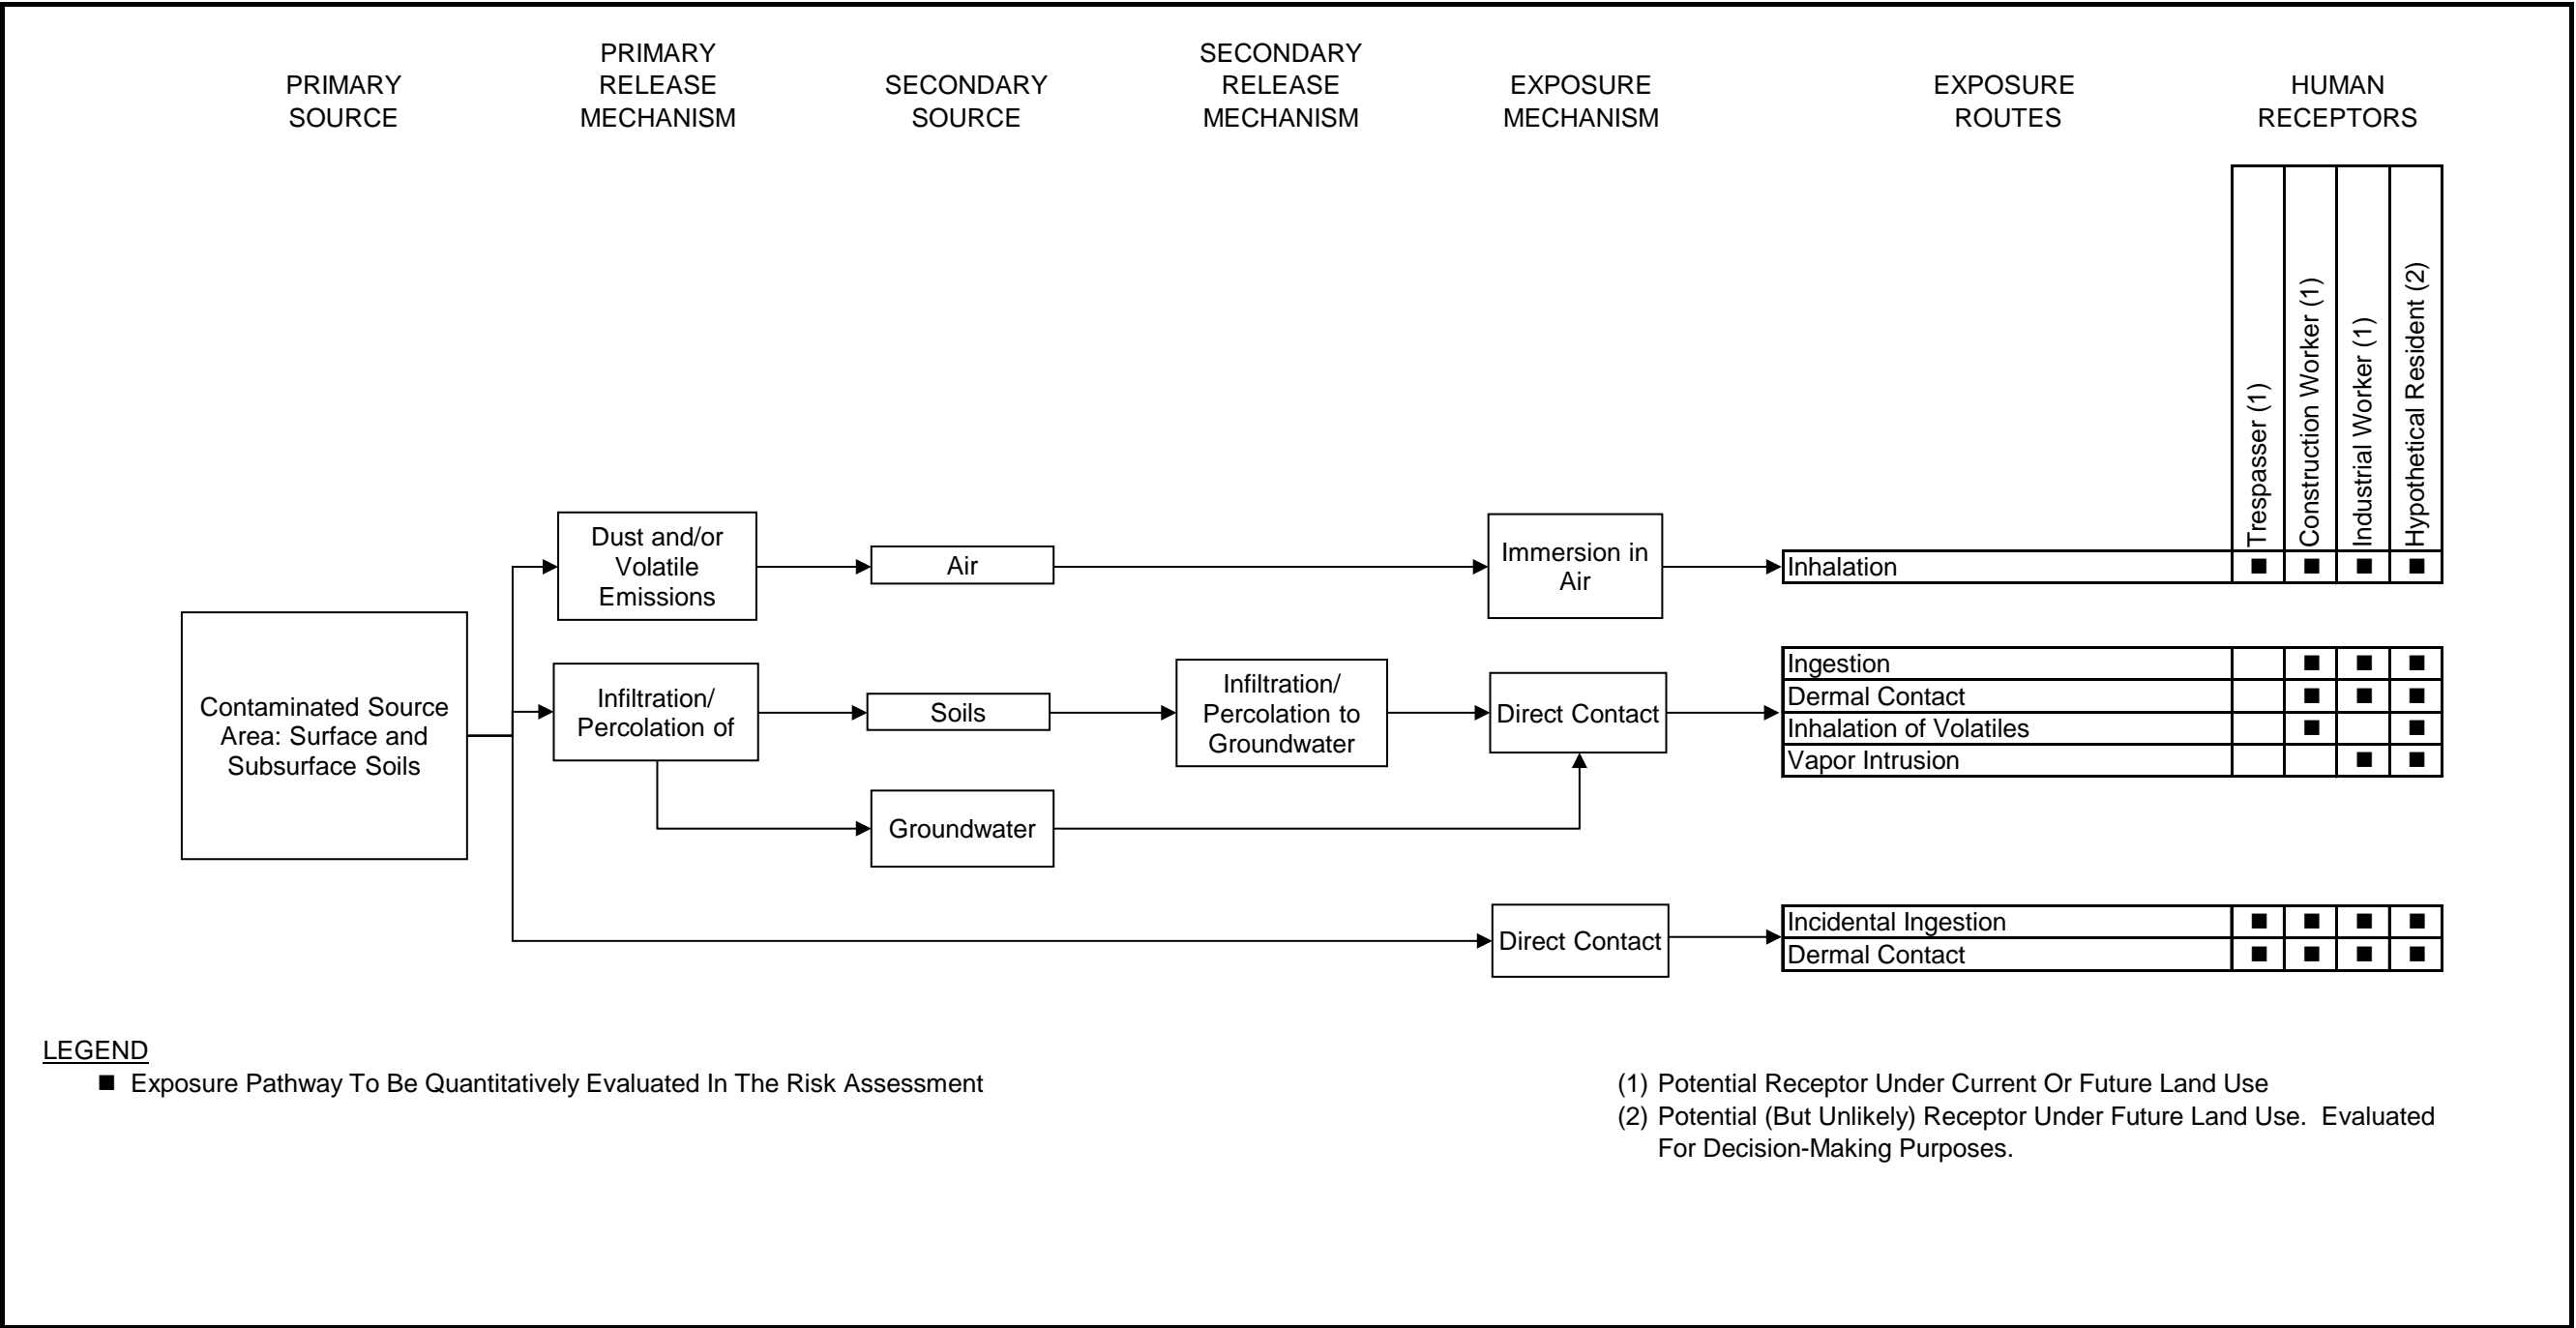 PRIMARY
SOURCE
PRIMARY
RELEASE
MECHANISM
SECONDARY
SOURCE
SECONDARY
RELEASE
MECHANISM
EXPOSURE
MECHANISM
EXPOSURE
ROUTES
HUMAN
RECEPTORS
Trespasser (1)
Construction Worker (1)
Industrial Worker (1)
Hypothetical Resident (2)
Dust and/or
Volatile
Emissions
Air
Immersion in
Air
Inhalation ■ ■ ■ ■
Contaminated Source
Area: Surface and
Subsurface Soils
Infiltration/
Percolation of
Soils
Infiltration/
Percolation to
Groundwater
Direct Contact
Ingestion ■ ■ ■
Dermal Contact ■ ■ ■
Inhalation of Volatiles ■ ■
Vapor Intrusion ■ ■
Groundwater
Direct Contact
Incidental Ingestion ■ ■ ■ ■
Dermal Contact ■ ■ ■ ■
LEGEND
■ Exposure Pathway To Be Quantitatively Evaluated In The Risk Assessment
(1) Potential Receptor Under Current Or Future Land Use
(2) Potential (But Unlikely) Receptor Under Future Land Use. Evaluated
For Decision-Making Purposes.